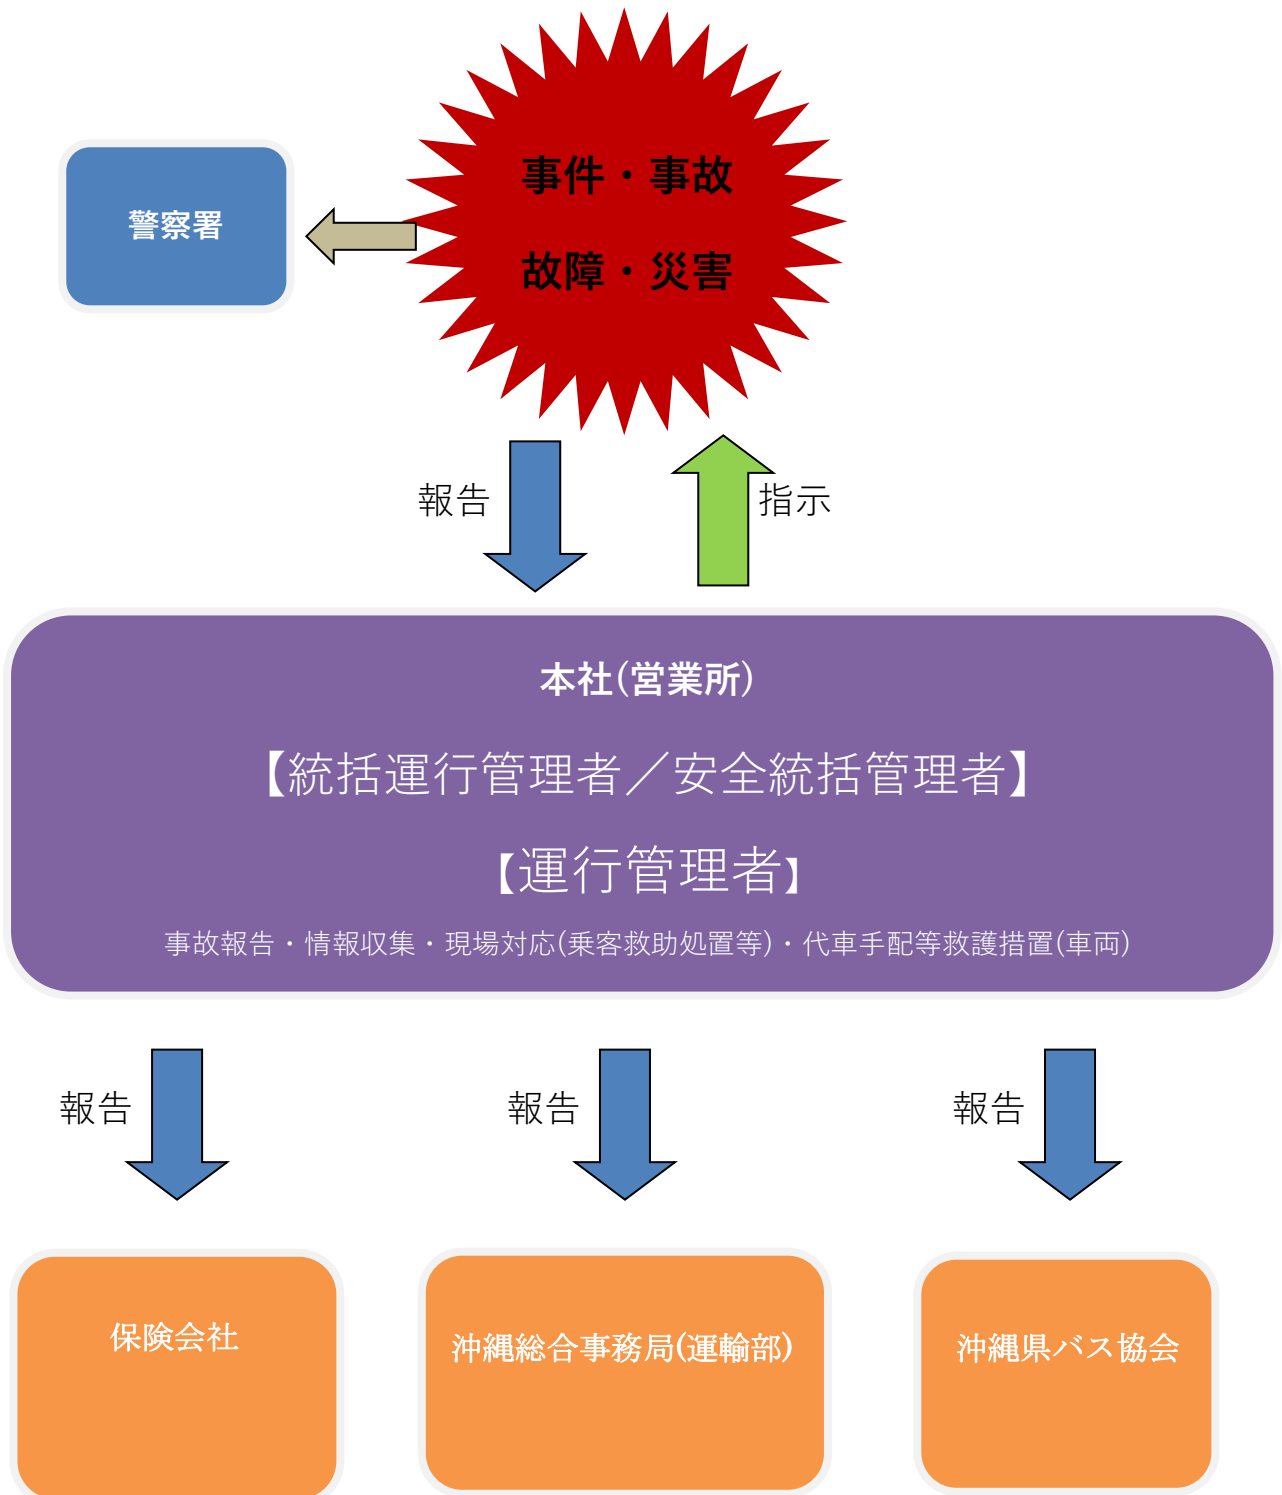 事件・事故
故障・災害
警察署
報告
指示
本社(営業所)
【統括運行管理者／安全統括管理者】
【運行管理者】
事故報告・情報収集・現場対応(乗客救助処置等)・代車手配等救護措置(車両)
報告
報告
報告
保険会社
沖縄総合事務局(運輸部)
沖縄県バス協会